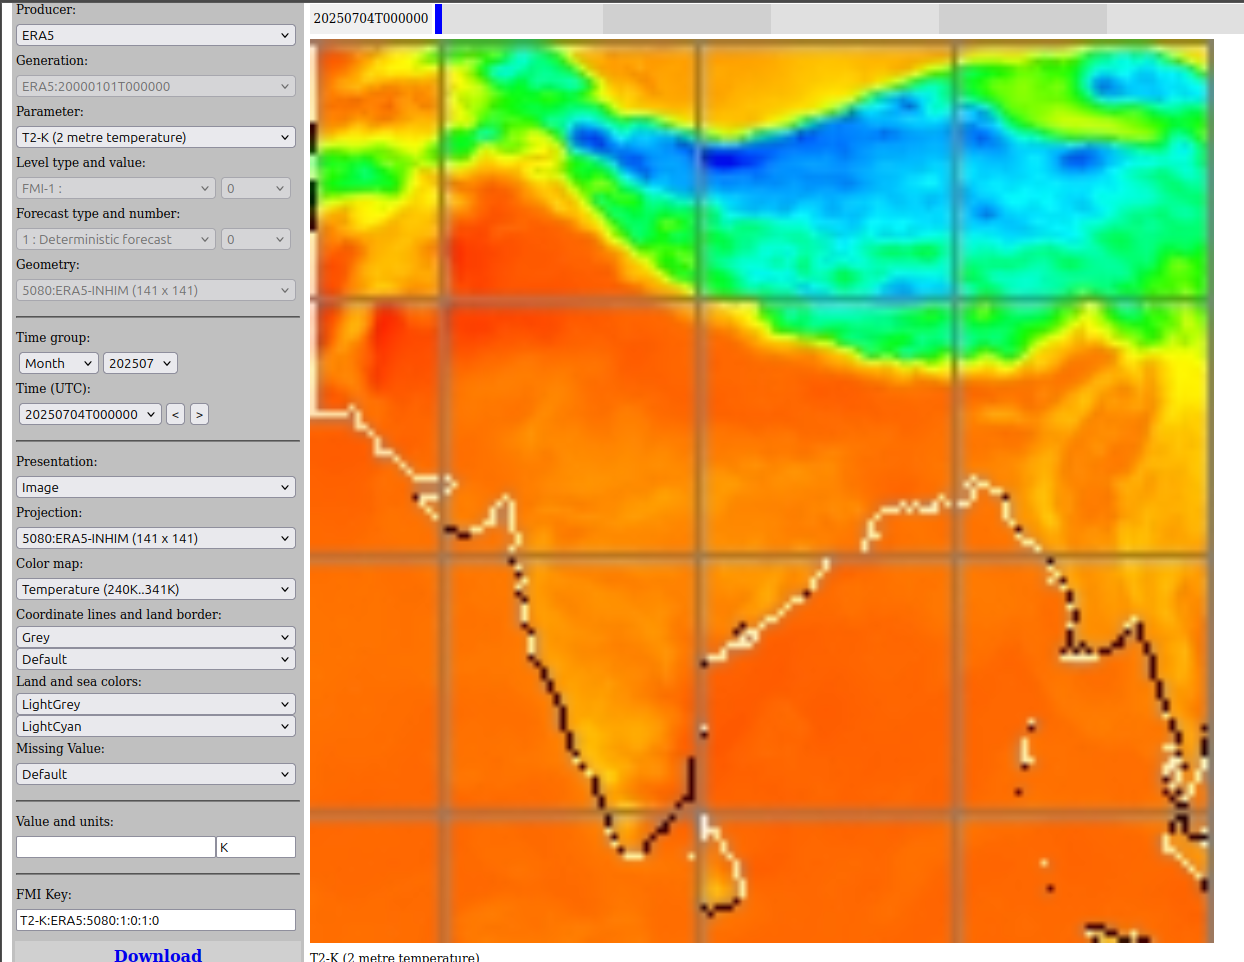 Producer:
ERA5
Generation:
ERA5:20000101T000000
Parameter:
T2-K (2 metre temperature)
Level type and value:
FMI-1 :
0
Forecast type and number:
1 : Deterministic forecast
0
Geometry:
5080:ERA5-INHIM (141 x 141)
Time group:
Month
202507
Time (UTC):
20250704T000000
<
>
Presentation:
Image
Projection:
5080:ERA5-INHIM (141 x 141)
Color map:
Temperature (240K..341K)
Coordinate lines and land border:
Grey
Default
Land and sea colors:
LightGrey
LightCyan
Missing Value:
Default
Value and units:
K
FMI Key:
T2-K:ERA5:5080:1:0:1:0
Download
20250704T000000
T2-K (2 metre temperature)